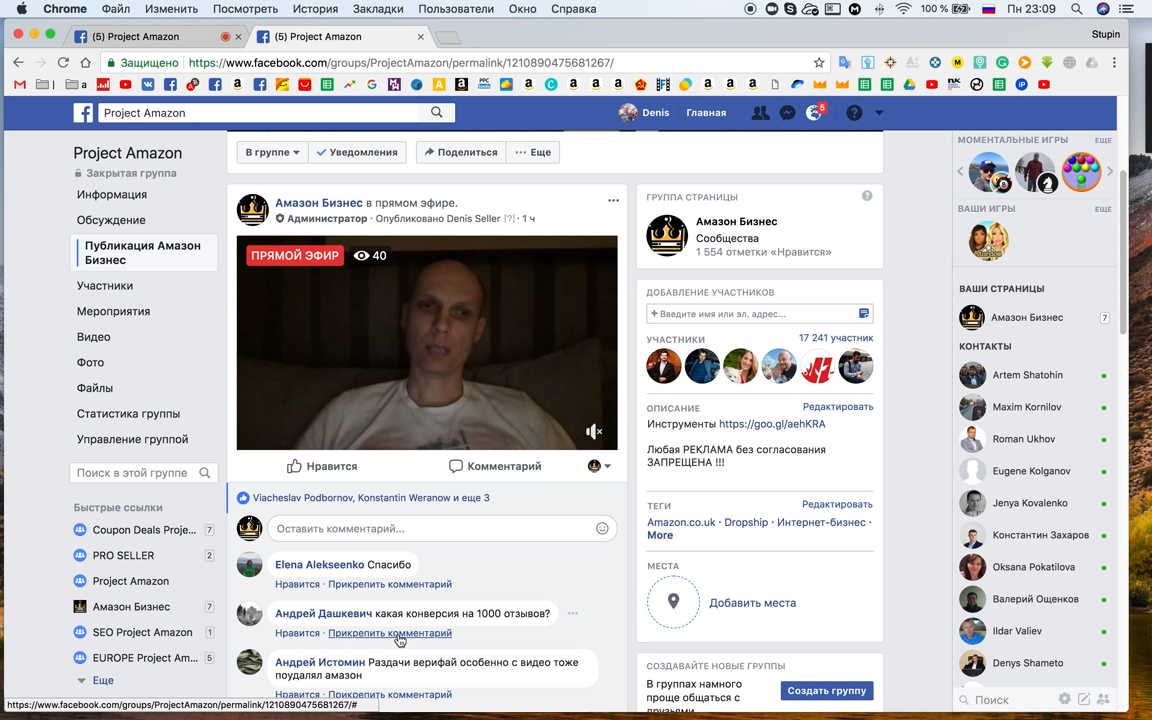 Chrome Файл Изменить Посмотреть История Закладки Пользователи Окно Справка 100 % Пн 23:09
(5) Project Amazon
(5) Project Amazon
Stupin
Защищено https://www.facebook.com/groups/ProjectAmazon/permalink/1210890475681267/
Project Amazon
Denis Главная 5
Project Amazon
Закрытая группа
Информация
Обсуждение
Публикация Амазон
Бизнес
Участники
Мероприятия
Видео
Фото
Файлы
Статистика группы
Управление группой
Поиск в этой группе
Быстрые ссылки
Coupon Deals Proje... 7
PRO SELLER 2
Project Amazon
Амазон Бизнес 7
SEO Project Amazon 1
EUROPE Project Am... 5
Еще
В группе Уведомления Поделиться ··· Еще
Амазон Бизнес в прямом эфире.
Администратор · Опубликовано Denis Seller [?] · 1 ч
ПРЯМОЙ ЭФИР 40
Нравится Комментарий
Viacheslav Podbornov, Konstantin Weranow и еще 3
Оставить комментарий...
Elena Alekseenko Спасибо
Нравится · Прикрепить комментарий
Андрей Дашкевич какая конверсия на 1000 отзывов?
Нравится · Прикрепить комментарий
Андрей Истомин Раздачи верифай особенно с видео тоже
поудалял амазон
Нравится · Прикрепить комментарий
ГРУППА СТРАНИЦЫ
Амазон Бизнес
Сообщества
1 554 отметки «Нравится»
ДОБАВЛЕНИЕ УЧАСТНИКОВ
+ Введите имя или эл. адрес...
УЧАСТНИКИ 17 241 участник
ОПИСАНИЕ Редактировать
Инструменты https://goo.gl/aehKRA
Любая РЕКЛАМА без согласования
ЗАПРЕЩЕНА !!!
ТЕГИ Редактировать
Amazon.co.uk · Dropship · Интернет-бизнес ·
More
МЕСТА
Добавить места
СОЗДАВАЙТЕ НОВЫЕ ГРУППЫ
В группах намного
проще общаться с
друзьями
Создать группу
МОМЕНТАЛЬНЫЕ ИГРЫ ЕЩЕ
ВАШИ ИГРЫ ЕЩЕ
ВАШИ СТРАНИЦЫ
Амазон Бизнес 7
КОНТАКТЫ
Artem Shatohin
Maxim Kornilov
Roman Ukhov
Eugene Kolganov
Jenya Kovalenko
Константин Захаров
Oksana Pokatilova
Валерий Ощенков
Ildar Valiev
Denys Shameto
Поиск
https://www.facebook.com/groups/ProjectAmazon/permalink/1210890475681267/#